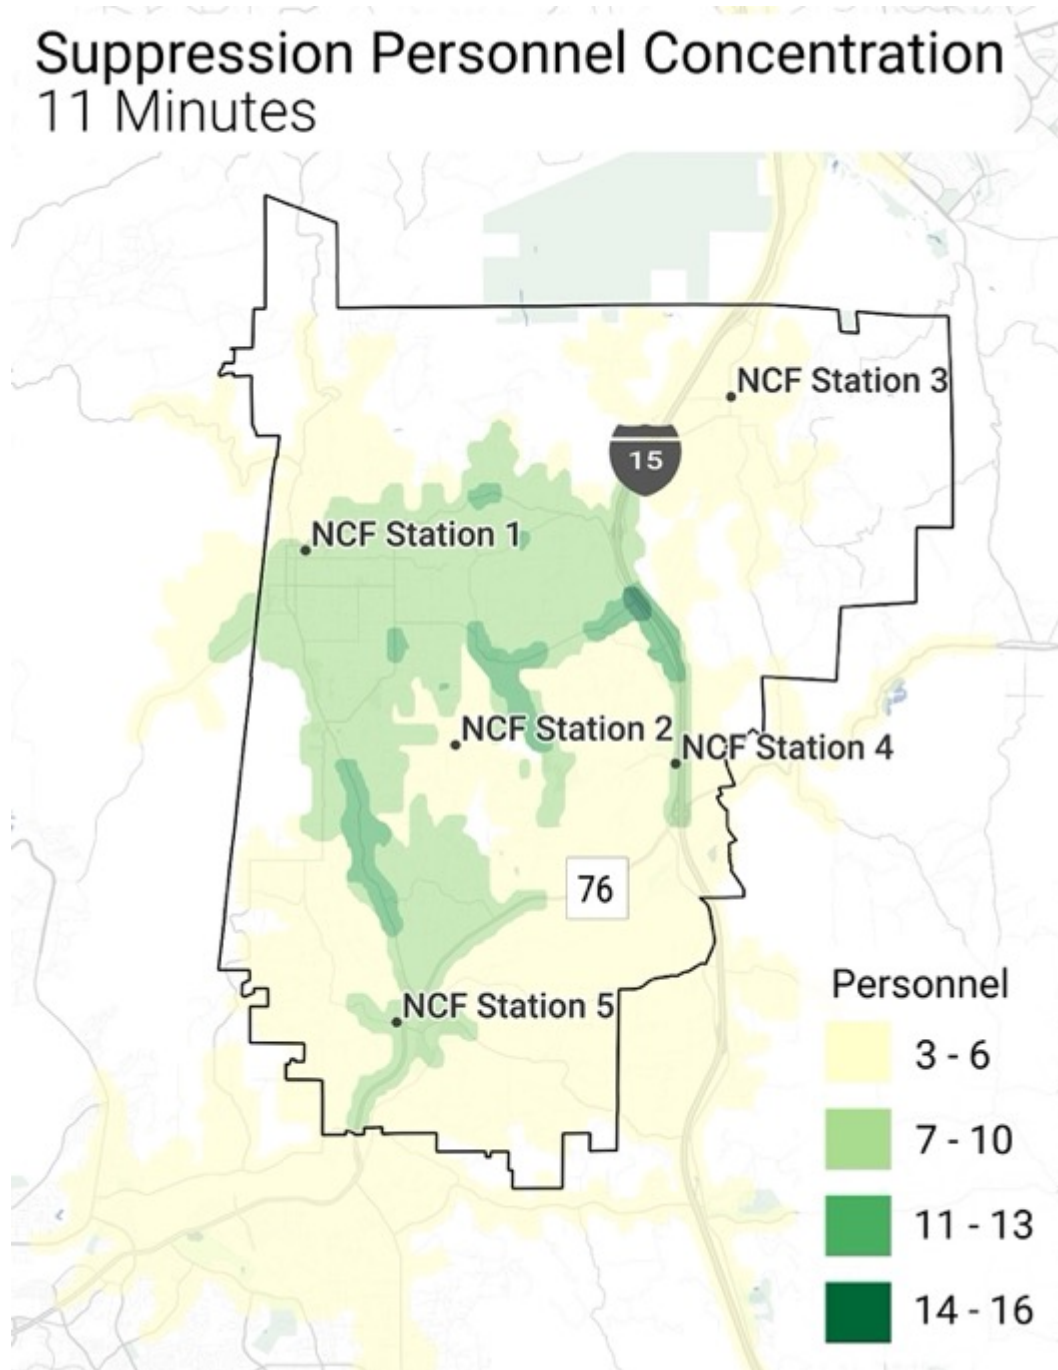 Suppression Personnel Concentration
11 Minutes
NCF Station 3
15
NCF Station 1
NCF Station 2
NCF Station 4
76
NCF Station 5
Personnel
3 - 6
7 - 10
11 - 13
14 - 16